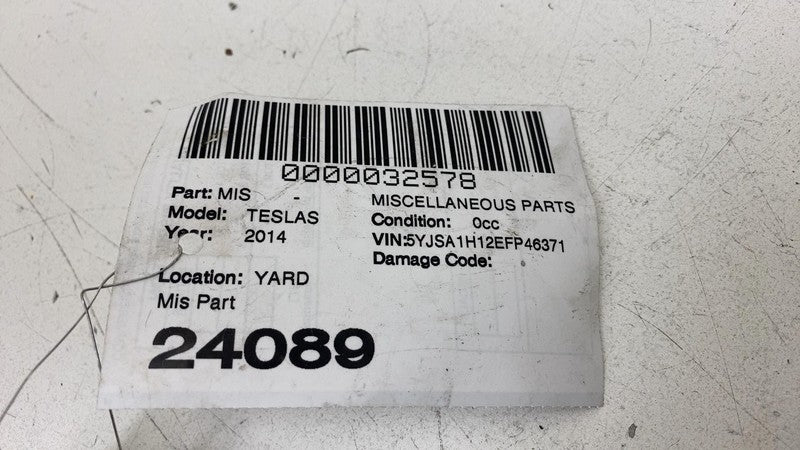 0000032578
Part: MIS - MISCELLANEOUS PARTS
Model: TESLAS Condition: 0cc
Year: 2014 VIN:5YJSA1H12EFP46371
Damage Code:
Location: YARD
Mis Part
24089